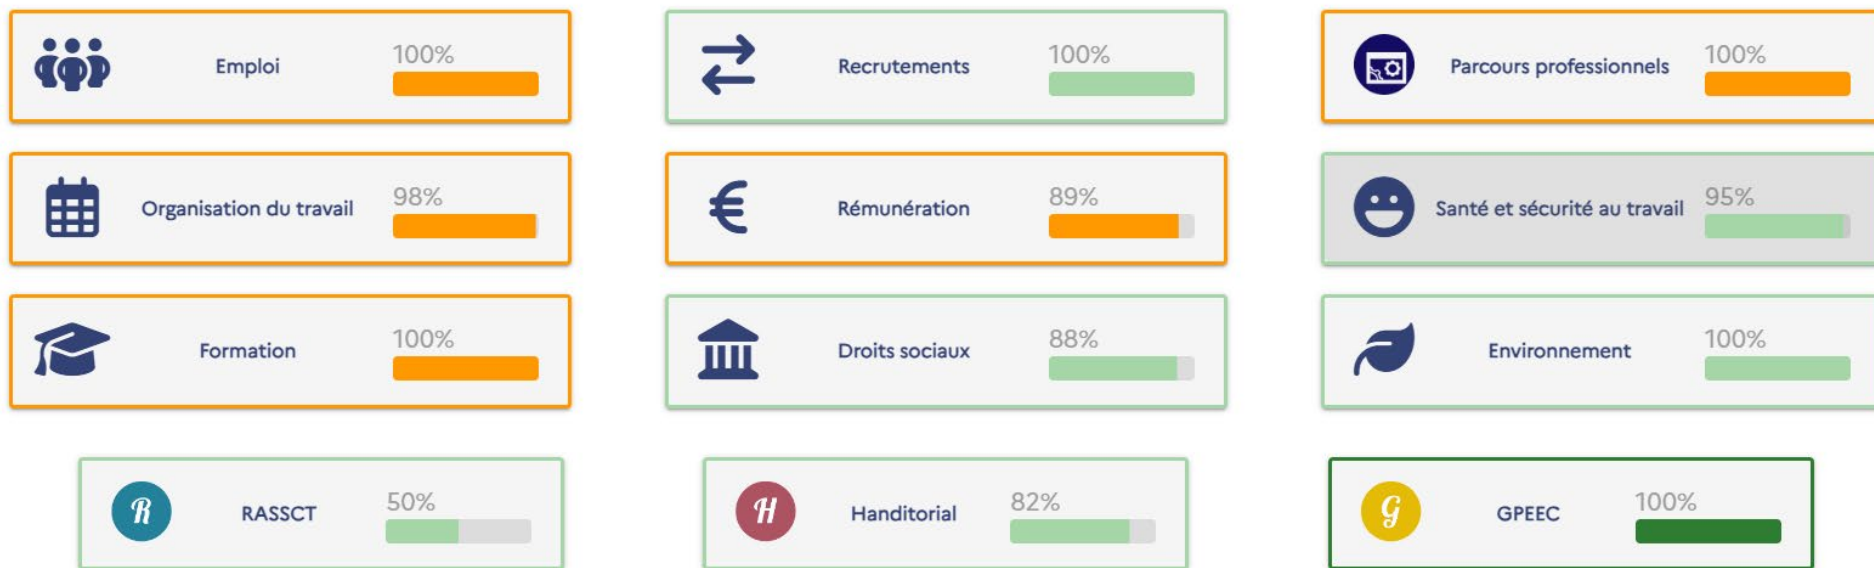 Emploi 100%
Recrutements 100%
Parcours professionnels 100%
Organisation du travail 98%
Rémunération 89%
Santé et sécurité au travail 95%
Formation 100%
Droits sociaux 88%
Environnement 100%
R RASSCT 50%
H Handitorial 82%
G GPEEC 100%